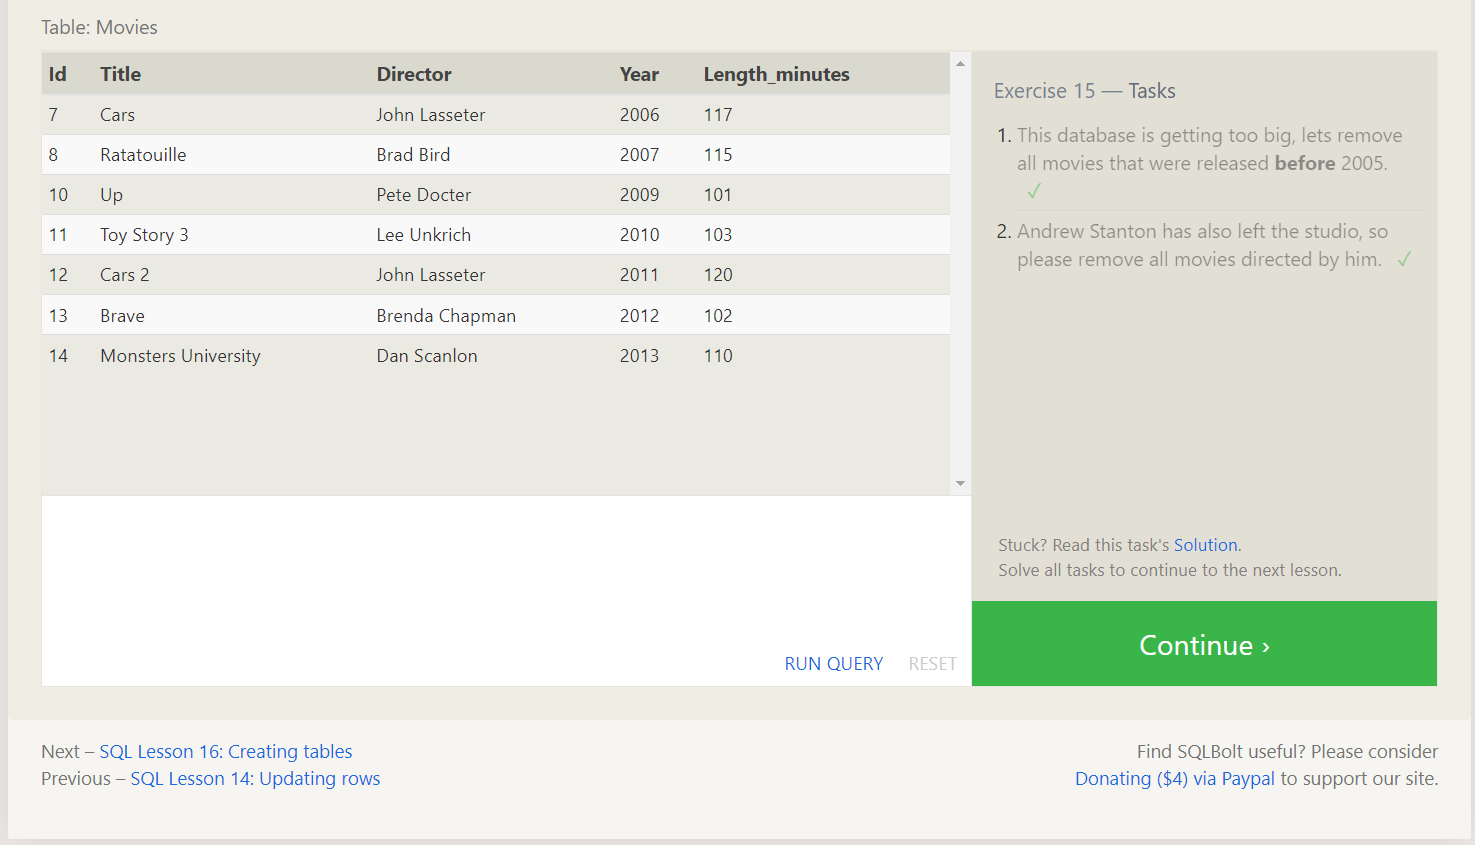 Table: Movies
Id Title Director Year Length_minutes
7 Cars John Lasseter 2006 117
8 Ratatouille Brad Bird 2007 115
10 Up Pete Docter 2009 101
11 Toy Story 3 Lee Unkrich 2010 103
12 Cars 2 John Lasseter 2011 120
13 Brave Brenda Chapman 2012 102
14 Monsters University Dan Scanlon 2013 110
RUN QUERY RESET
Exercise 15 — Tasks
1. This database is getting too big, lets remove
all movies that were released before 2005.
✓
2. Andrew Stanton has also left the studio, so
please remove all movies directed by him. ✓
Stuck? Read this task's Solution.
Solve all tasks to continue to the next lesson.
Continue ›
Next – SQL Lesson 16: Creating tables
Previous – SQL Lesson 14: Updating rows
Find SQLBolt useful? Please consider
Donating ($4) via Paypal to support our site.